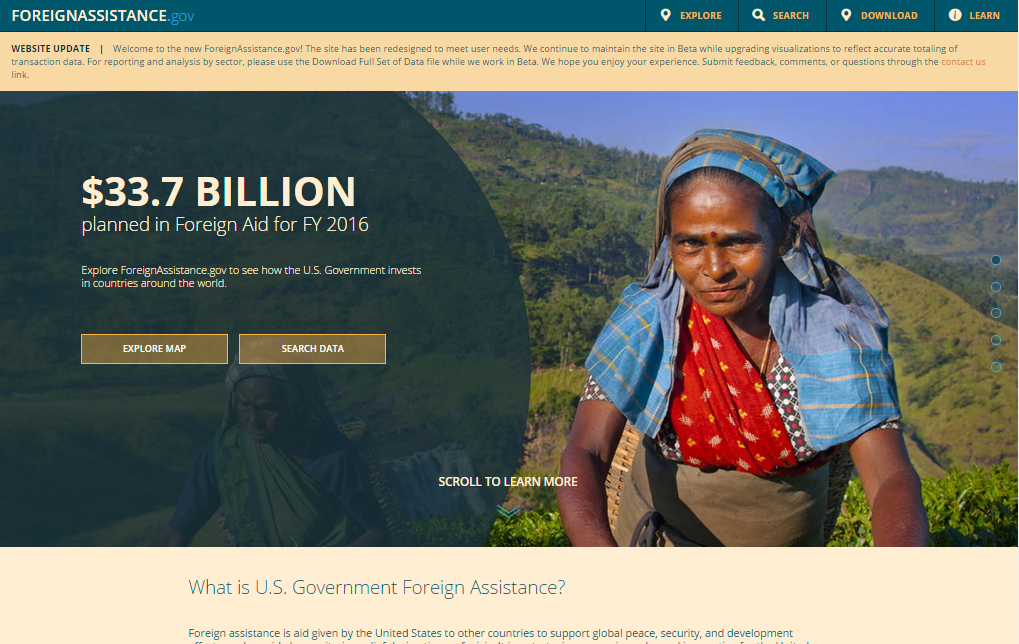 FOREIGNASSISTANCE.gov
EXPLORE
SEARCH
DOWNLOAD
LEARN
WEBSITE UPDATE | Welcome to the new ForeignAssistance.gov! The site has been redesigned to meet user needs. We continue to maintain the site in Beta while upgrading visualizations to reflect accurate totaling of
transaction data. For reporting and analysis by sector, please use the Download Full Set of Data file while we work in Beta. We hope you enjoy your experience. Submit feedback, comments, or questions through the contact us
link.
$33.7 BILLION
planned in Foreign Aid for FY 2016
Explore ForeignAssistance.gov to see how the U.S. Government invests
in countries around the world.
EXPLORE MAP
SEARCH DATA
SCROLL TO LEARN MORE
What is U.S. Government Foreign Assistance?
Foreign assistance is aid given by the United States to other countries to support global peace, security, and development